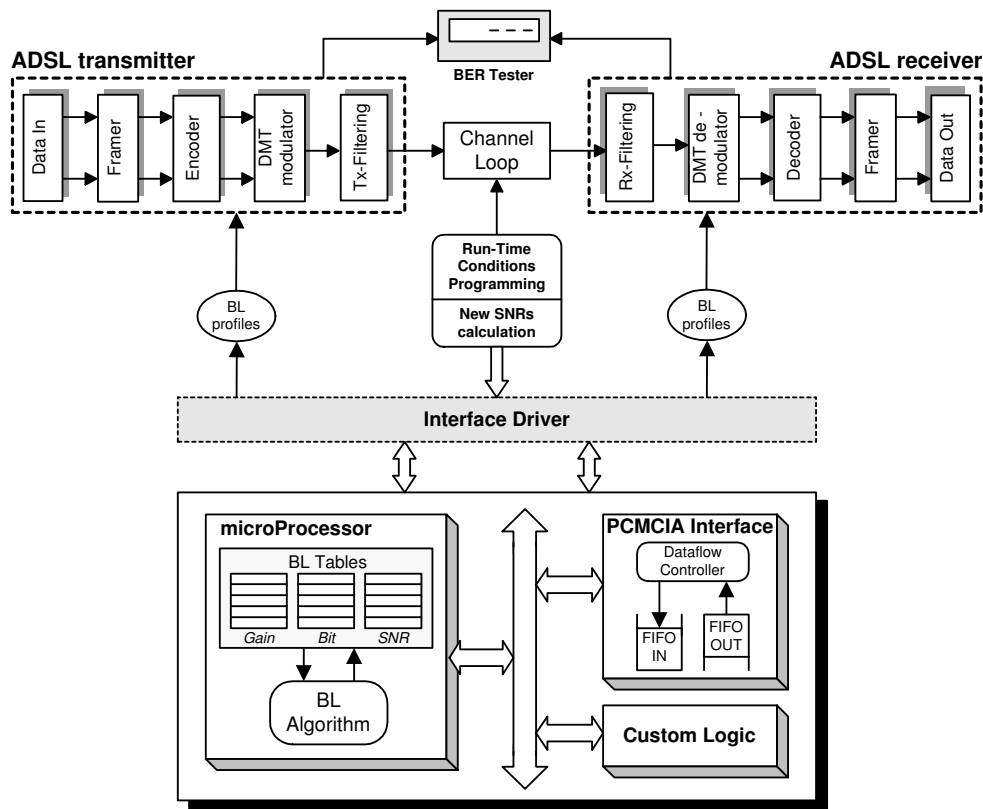 BER Tester
ADSL transmitter
ADSL receiver
Data In
Framer
Encoder
DMT
modulator
Tx-Filtering
Channel
Loop
Rx-Filtering
DMT de -
modulator
Decoder
Framer
Data Out
BL
profiles
Run-Time
Conditions
Programming
New SNRs
calculation
BL
profiles
Interface Driver
microProcessor
BL Tables
Gain
Bit
SNR
BL
Algorithm
PCMCIA Interface
Dataflow
Controller
FIFO
IN
FIFO
OUT
Custom Logic